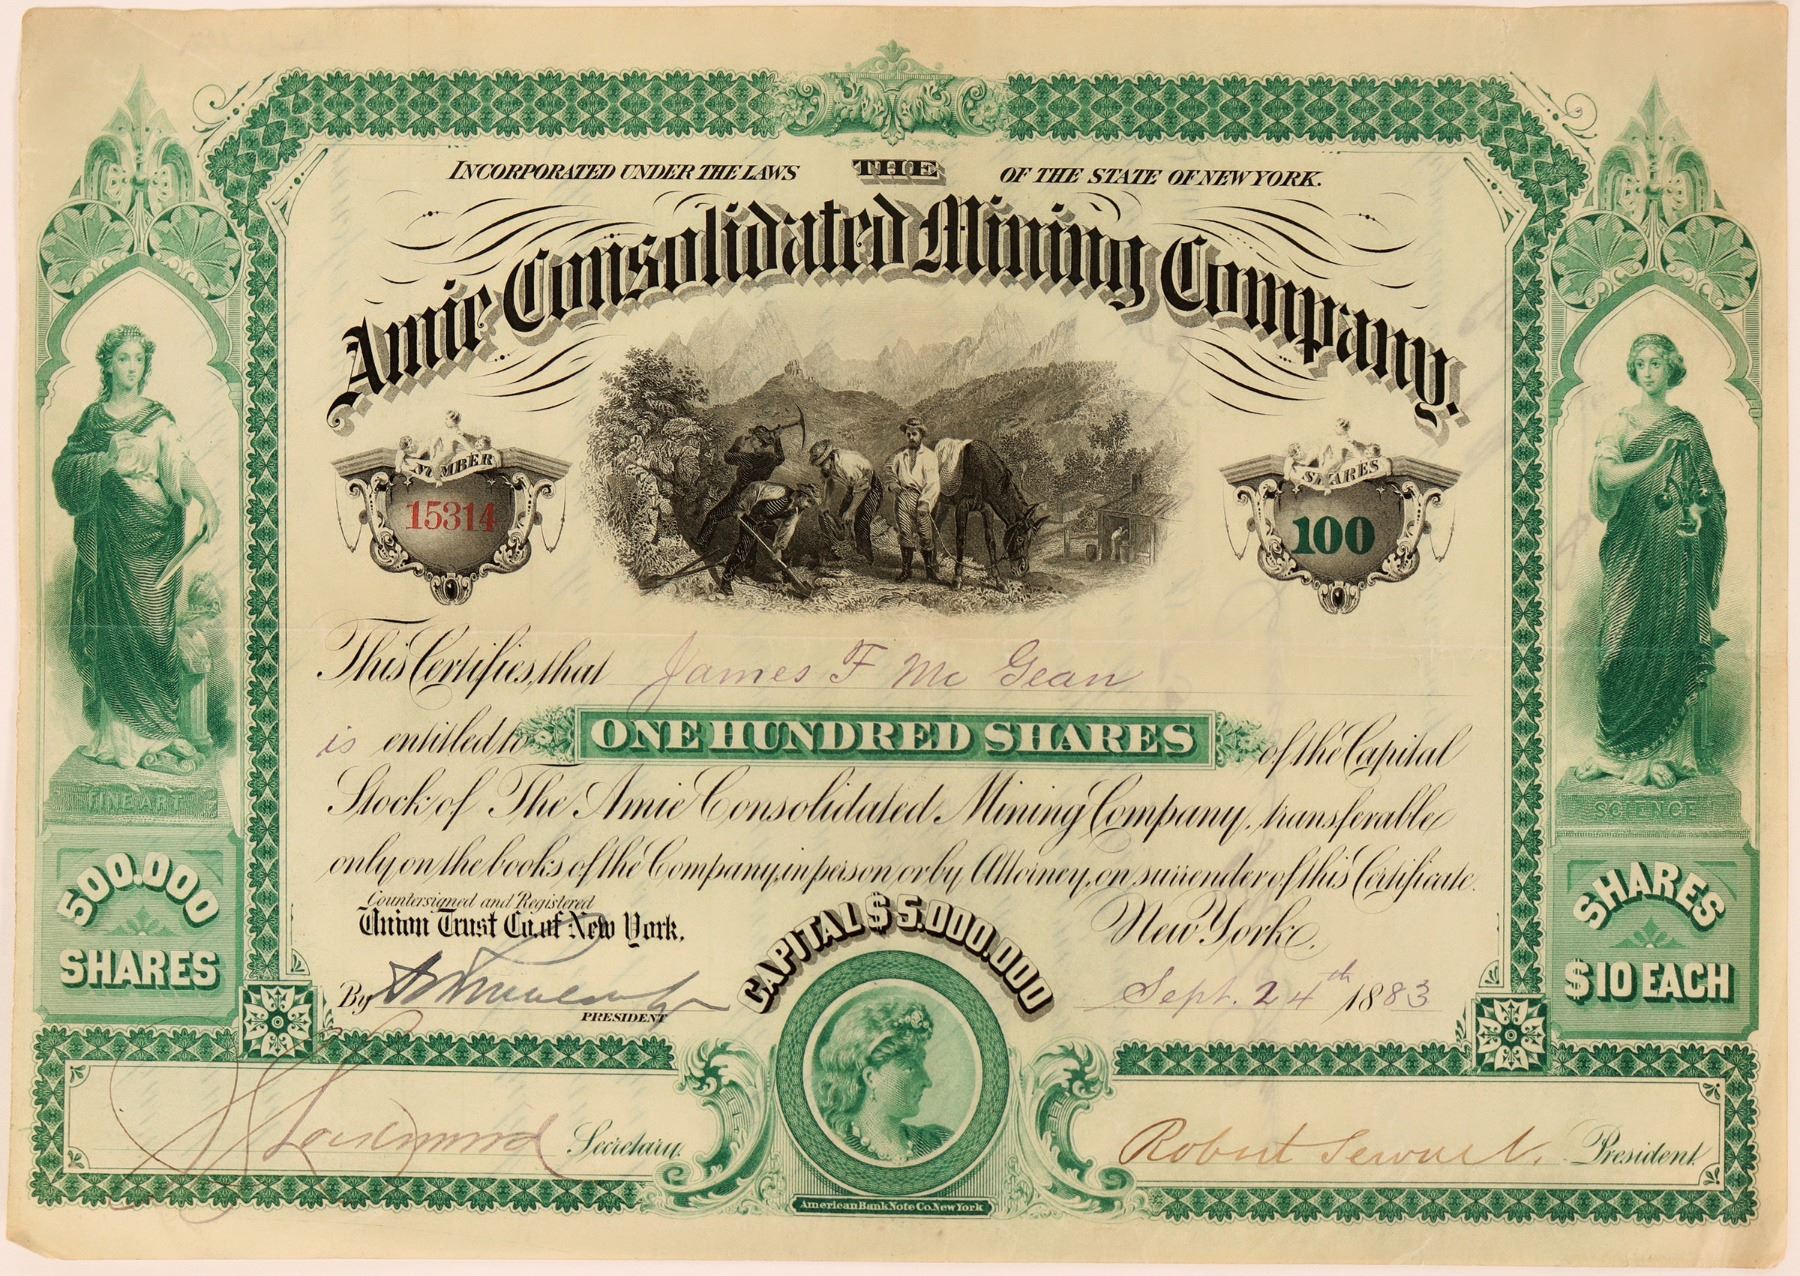 INCORPORATED UNDER THE LAWS THE OF THE STATE OF NEW YORK.
Amie Consolidated Mining Company.
NUMBER
15314
SHARES
100
This Certifies, that James F Mc Gean
is entitled to ONE HUNDRED SHARES of the Capital
Stock of The Amie Consolidated Mining Company, transferable
only on the books of the Company, in person or by Attorney, on surrender of this Certificate.
Countersigned and Registered
Union Trust Co. of New York.
By
PRESIDENT
CAPITAL $5.000.000
New York,
Sept. 24th 1883
FINE ART
500.000
SHARES
SCIENCE
SHARES
$10 EACH
Secretary.
Robert Sewell. President
American Bank Note Co. New York